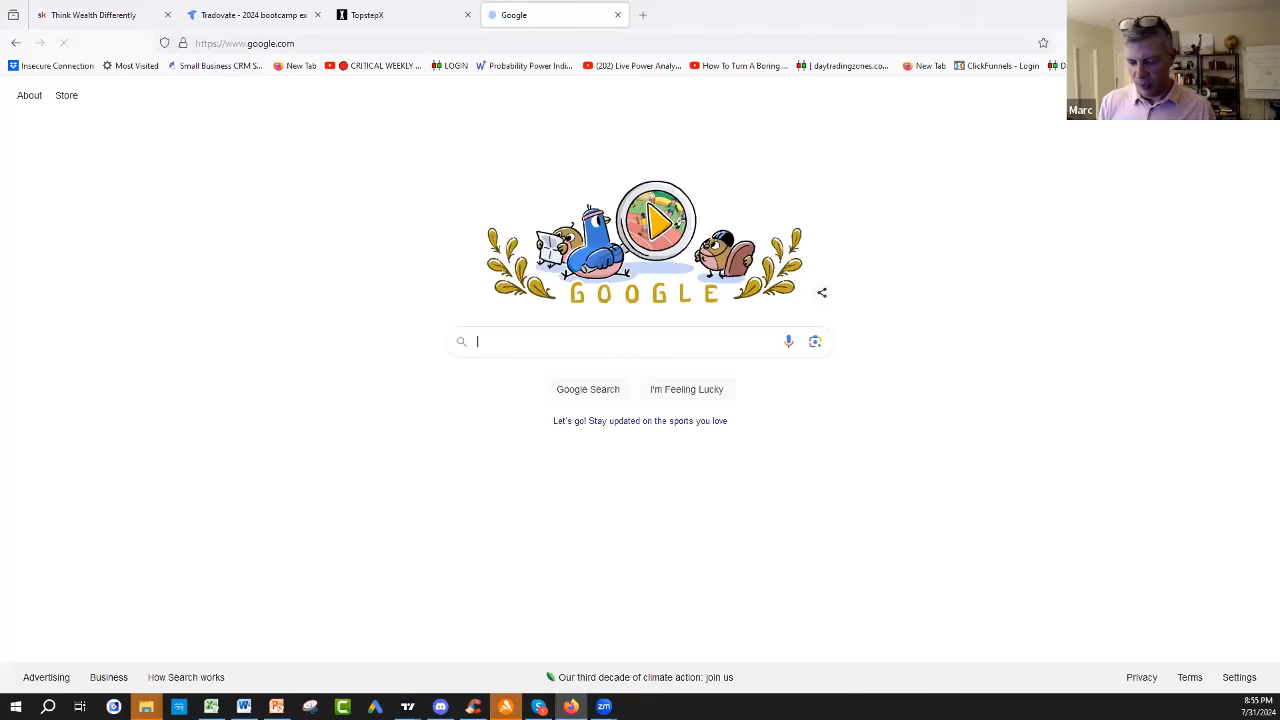 sk Think Wealth Differently
Tradovate - 2024 bootcamp ex
TopstepX
Google
https://www.google.com
Insecure Connection
Most Visited
Small Business CRM S...
New Tab
CRITICAL WEEKLY ...
LOGIN
Probability Power Indi...
(202) Live Power Analy...
How To Turn A Boring ...
[ daytradingzones.co...
New Tab
ClickFunnels - Login
About
Store
Marc
GOOGLE
Google Search
I'm Feeling Lucky
Let's go! Stay updated on the sports you love
Advertising
Business
How Search works
Our third decade of climate action: join us
Privacy
Terms
Settings
zm
8:55 PM
7/31/2024